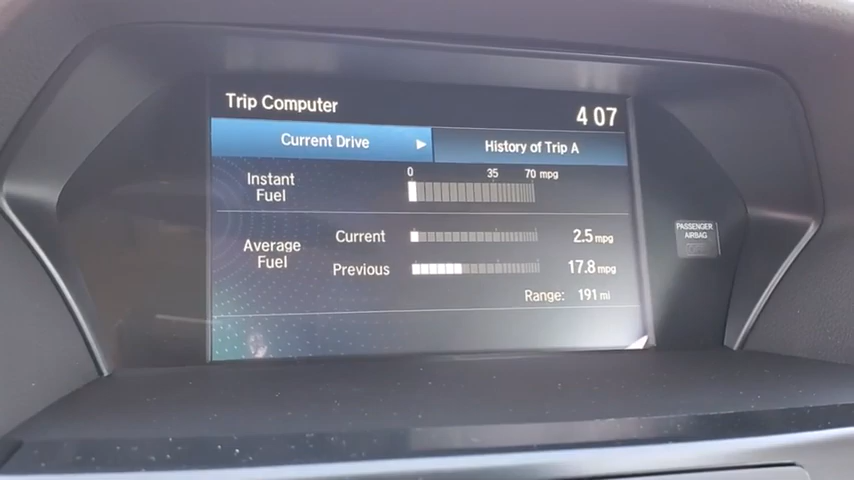 Trip Computer
4 07
Current Drive
History of Trip A
Instant Fuel
0 35 70 mpg
Average Fuel
Current 2.5 mpg
Previous 17.8 mpg
Range: 191 mi
PASSENGER
AIRBAG